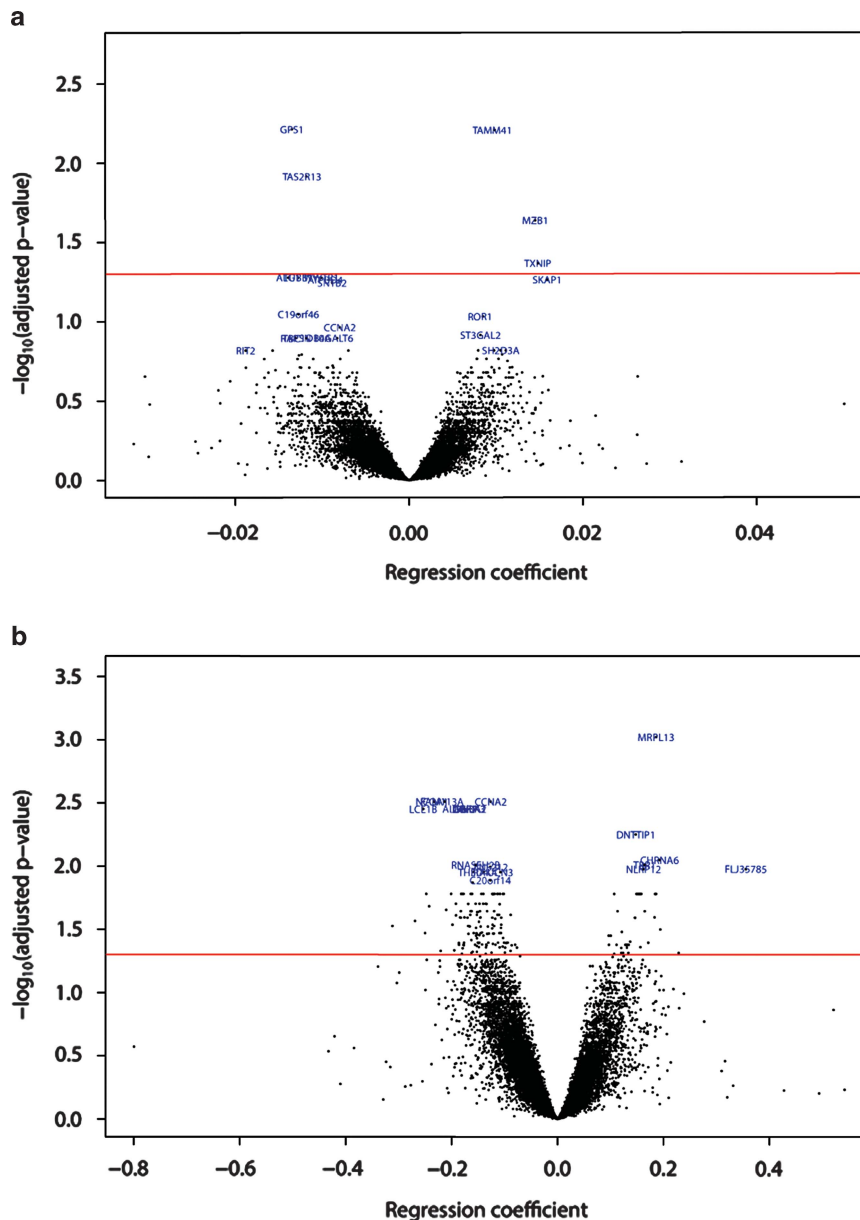 a
2.5
GPS1 TAMM41
2.0
TAS2R13
MZB1
1.5
TXNIP
SKAP1
SNTB2
1.0
C19orf46 ROR1
CCNA2
ST3GAL2
RIT2 SH2D3A
0.5
0.0
−log10(adjusted p−value)
−0.02 0.00 0.02 0.04
Regression coefficient
b
3.5
3.0
MRPL13
2.5
CCNA2
LCE1B
DNTTIP1
2.0
RNASEH2B CHRNA6
NLRP12 FLJ35785
C20orf14
1.5
1.0
0.5
0.0
−log10(adjusted p−value)
−0.8 −0.6 −0.4 −0.2 0.0 0.2 0.4
Regression coefficient